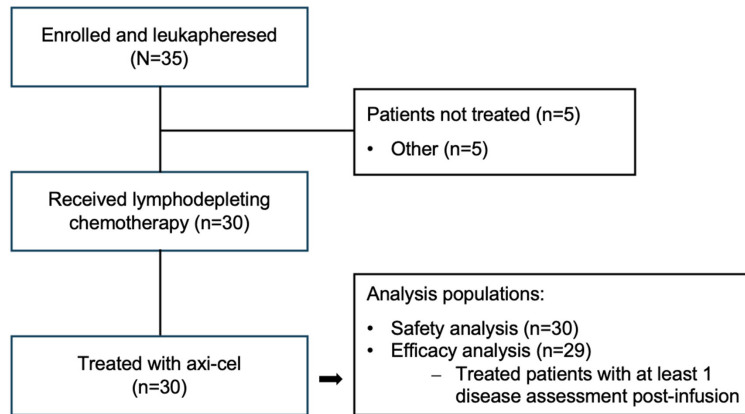 Enrolled and leukapheresed
(N=35)
Patients not treated (n=5)
• Other (n=5)
Received lymphodepleting
chemotherapy (n=30)
Analysis populations:
• Safety analysis (n=30)
• Efficacy analysis (n=29)
– Treated patients with at least 1
disease assessment post-infusion
Treated with axi-cel
(n=30)